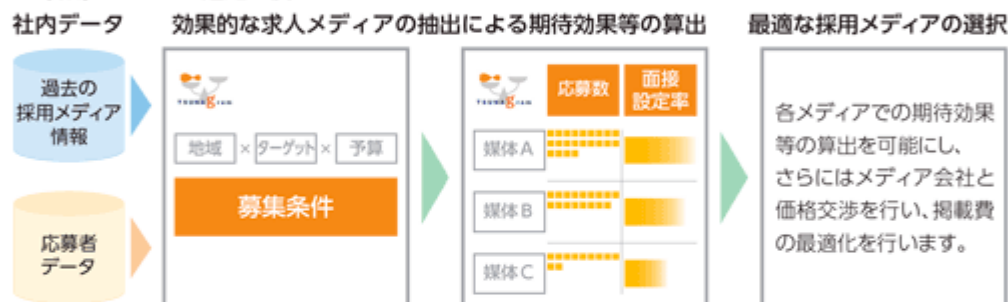 社内データ
効果的な求人メディアの抽出による期待効果等の算出
最適な採用メディアの選択
過去の
採用メディア
情報
応募者
データ
TSUNAGram
地域×ターゲット×予算
募集条件
TSUNAGram
応募数
面接
設定率
媒体A
媒体B
媒体C
各メディアでの期待効果
等の算出を可能にし、
さらにはメディア会社と
価格交渉を行い、掲載費
の最適化を行います。